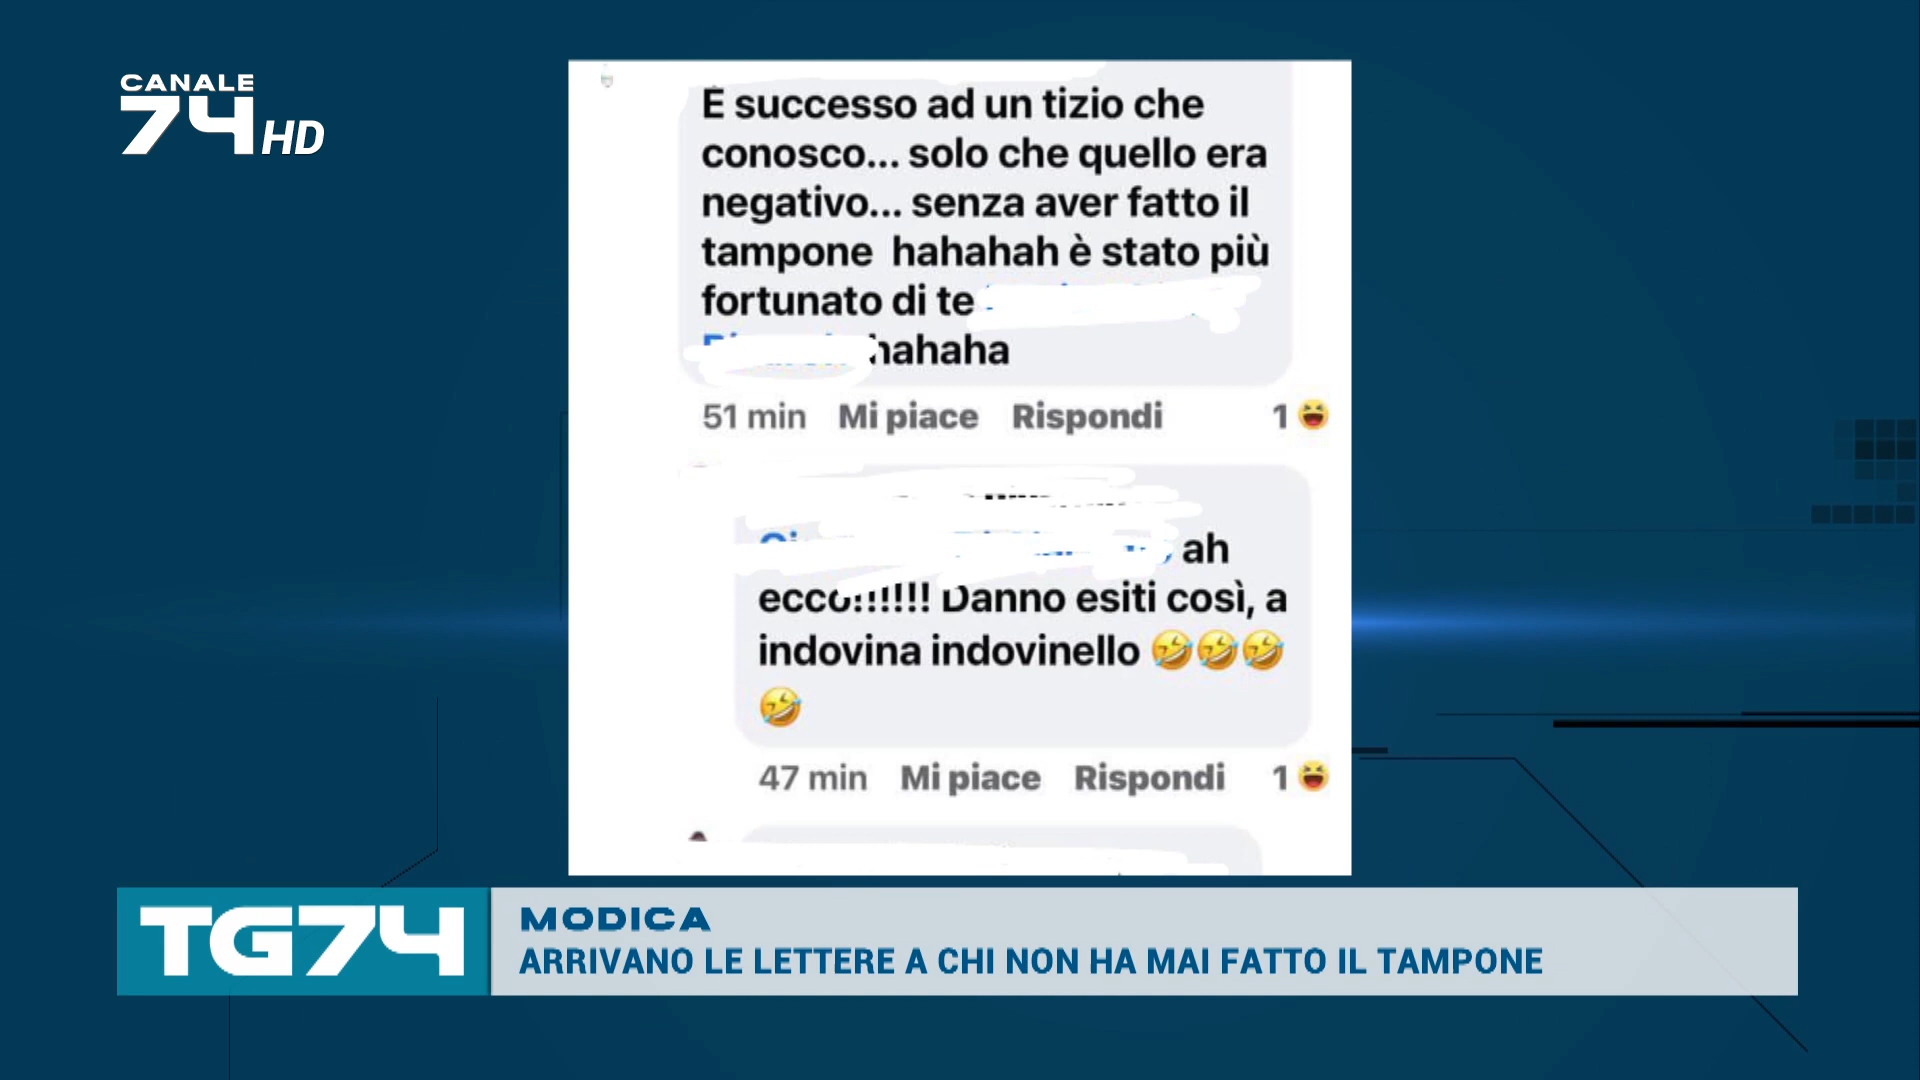 CANALE
74 HD
È successo ad un tizio che
conosco... solo che quello era
negativo... senza aver fatto il
tampone hahahah è stato più
fortunato di te
hahaha
51 min Mi piace Rispondi 1 😆
ah
ecco!!!!!!! Danno esiti così, a
indovina indovinello 🤣🤣🤣
🤣
47 min Mi piace Rispondi 1 😆
TG74
MODICA
ARRIVANO LE LETTERE A CHI NON HA MAI FATTO IL TAMPONE